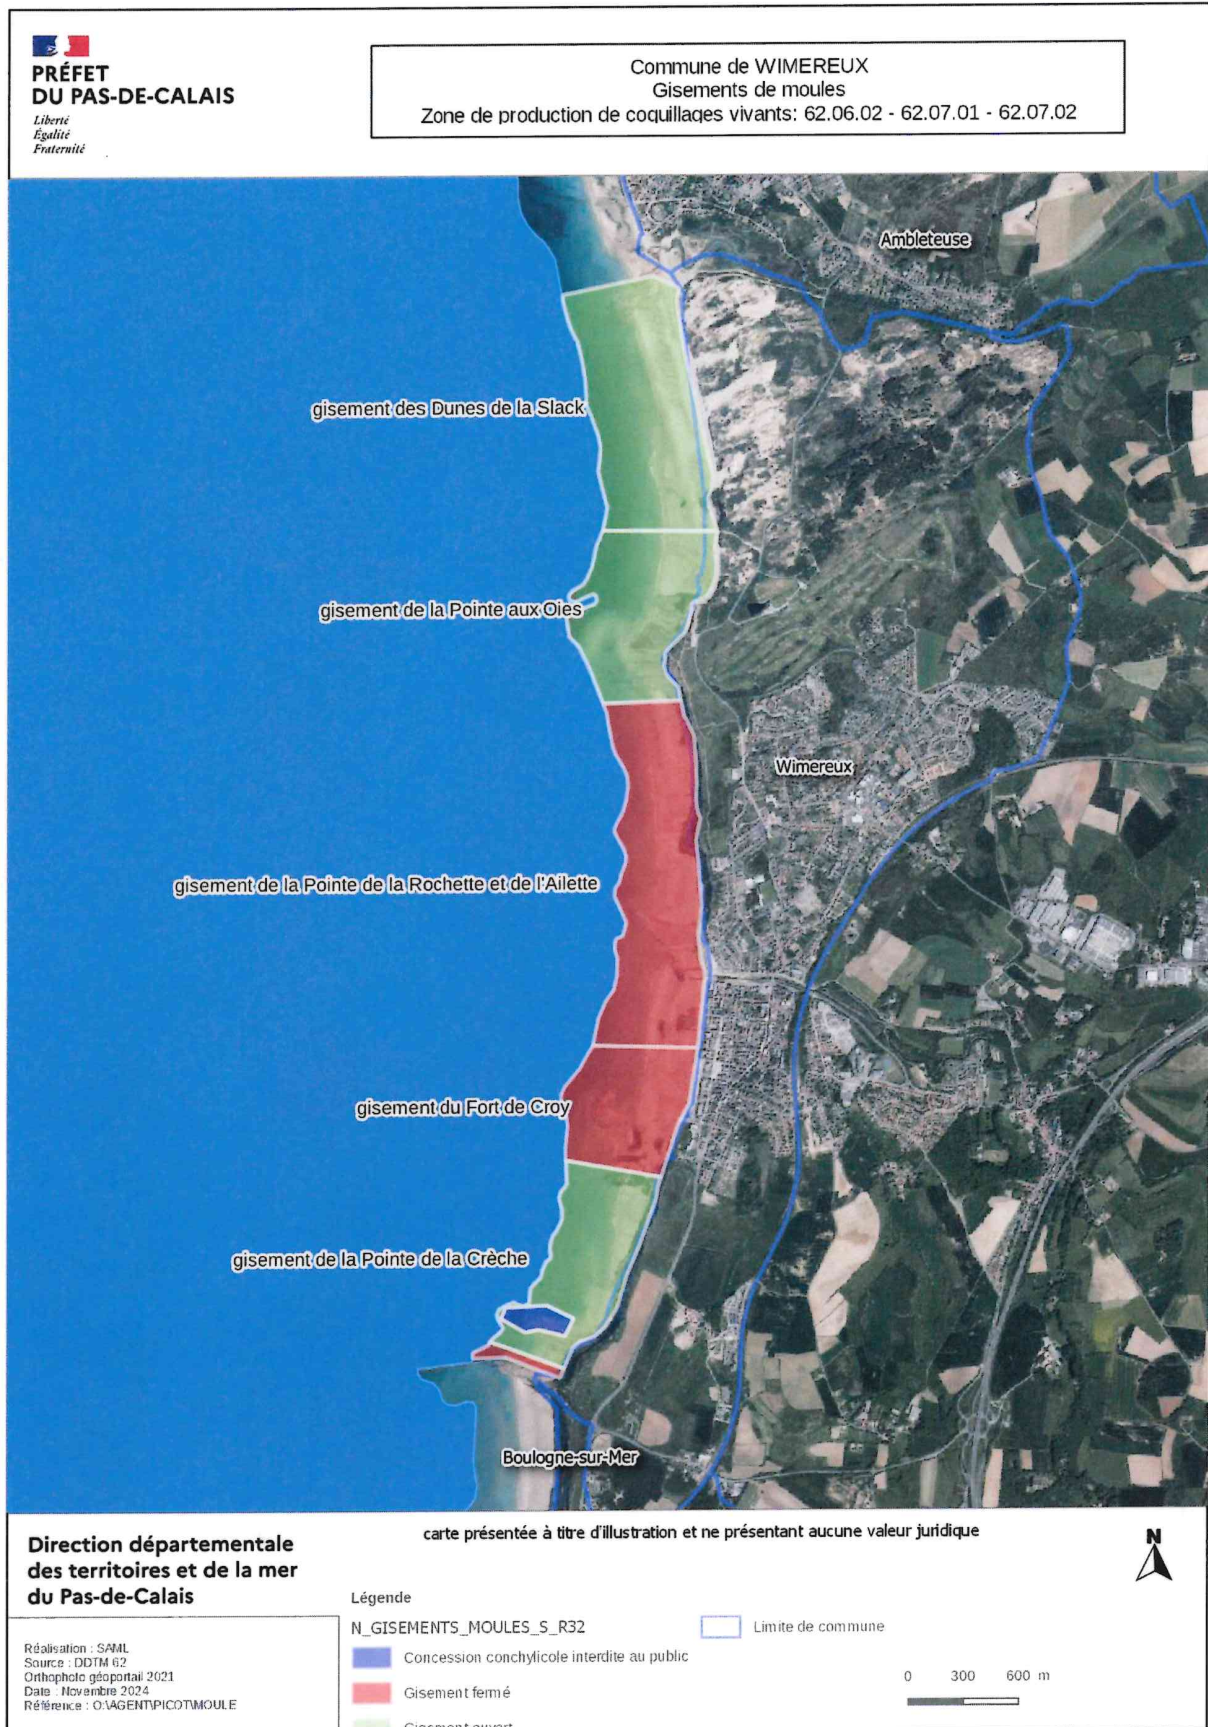 PRÉFET
DU PAS-DE-CALAIS
Liberté
Égalité
Fraternité
Commune de WIMEREUX
Gisements de moules
Zone de production de coquillages vivants: 62.06.02 - 62.07.01 - 62.07.02
Ambleteuse
gisement des Dunes de la Slack
gisement de la Pointe aux Oies
Wimereux
gisement de la Pointe de la Rochette et de l'Ailette
gisement du Fort de Croy
gisement de la Pointe de la Crèche
Boulogne-sur-Mer
carte présentée à titre d'illustration et ne présentant aucune valeur juridique
N
Direction départementale
des territoires et de la mer
du Pas-de-Calais
Réalisation : SAML
Source : DDTM 62
Orthophoto géoportail 2021
Date : Novembre 2024
Référence : O:\AGENT\PICOT\MOULE
Légende
N_GISEMENTS_MOULES_S_R32
Limite de commune
Concession conchylicole interdite au public
Gisement fermé
Gisement ouvert
0 300 600 m